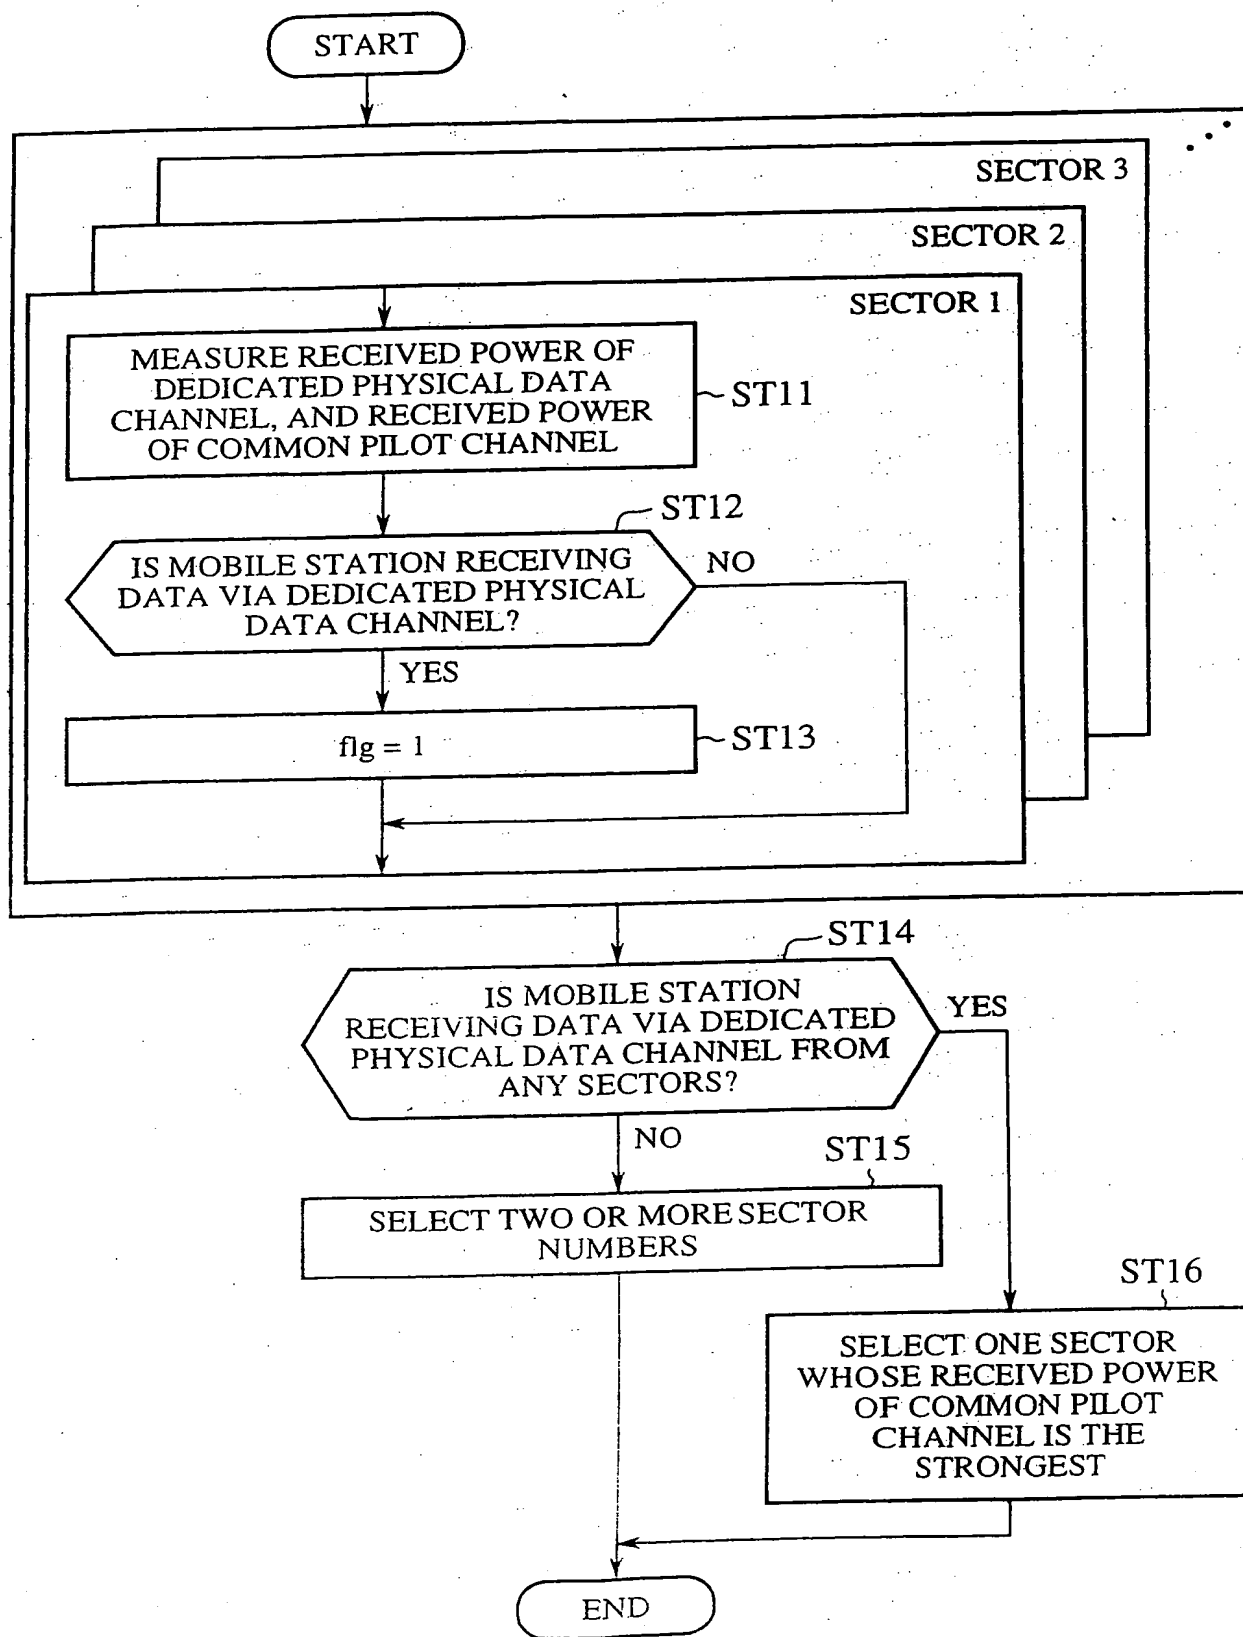 START
SECTOR 3
SECTOR 2
SECTOR 1
MEASURE RECEIVED POWER OF
DEDICATED PHYSICAL DATA
CHANNEL, AND RECEIVED POWER
OF COMMON PILOT CHANNEL
ST11
ST12
IS MOBILE STATION RECEIVING
DATA VIA DEDICATED PHYSICAL
DATA CHANNEL?
NO
YES
flg = 1
ST13
ST14
IS MOBILE STATION
RECEIVING DATA VIA DEDICATED
PHYSICAL DATA CHANNEL FROM
ANY SECTORS?
YES
NO
ST15
SELECT TWO OR MORE SECTOR
NUMBERS
ST16
SELECT ONE SECTOR
WHOSE RECEIVED POWER
OF COMMON PILOT
CHANNEL IS THE
STRONGEST
END